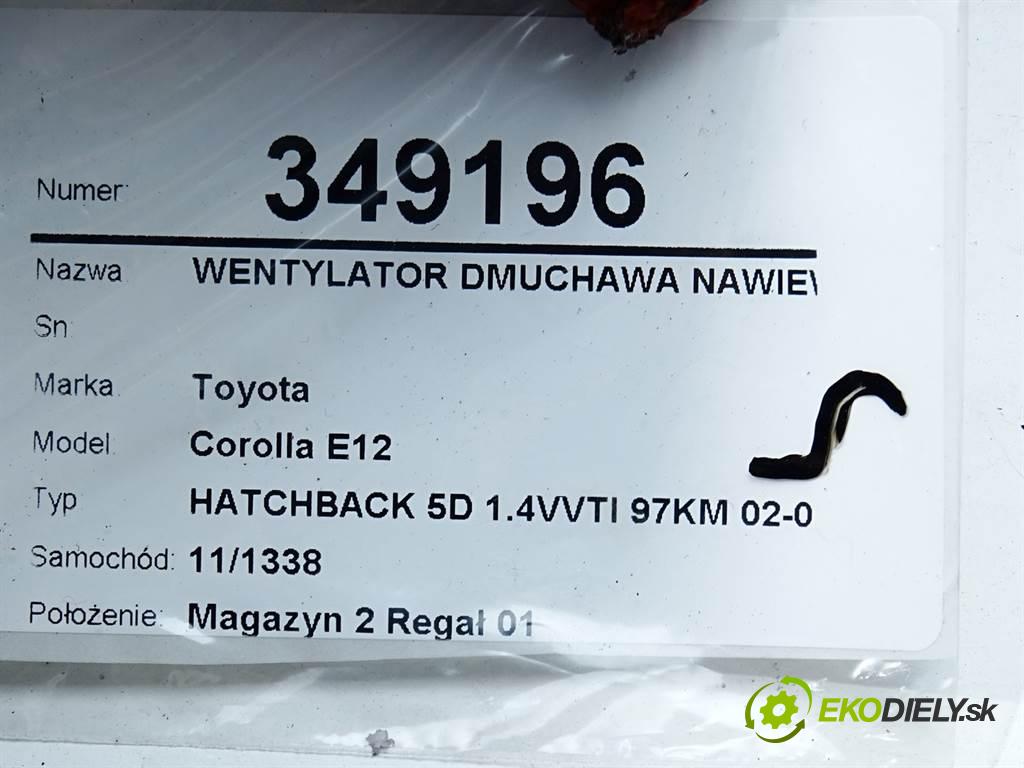 Numer: 349196
Nazwa WENTYLATOR DMUCHAWA NAWIEV
Sn:
Marka Toyota
Model: Corolla E12
Typ HATCHBACK 5D 1.4VVTI 97KM 02-0
Samochód: 11/1338
Położenie: Magazyn 2 Regał 01
EKODIELY.sk